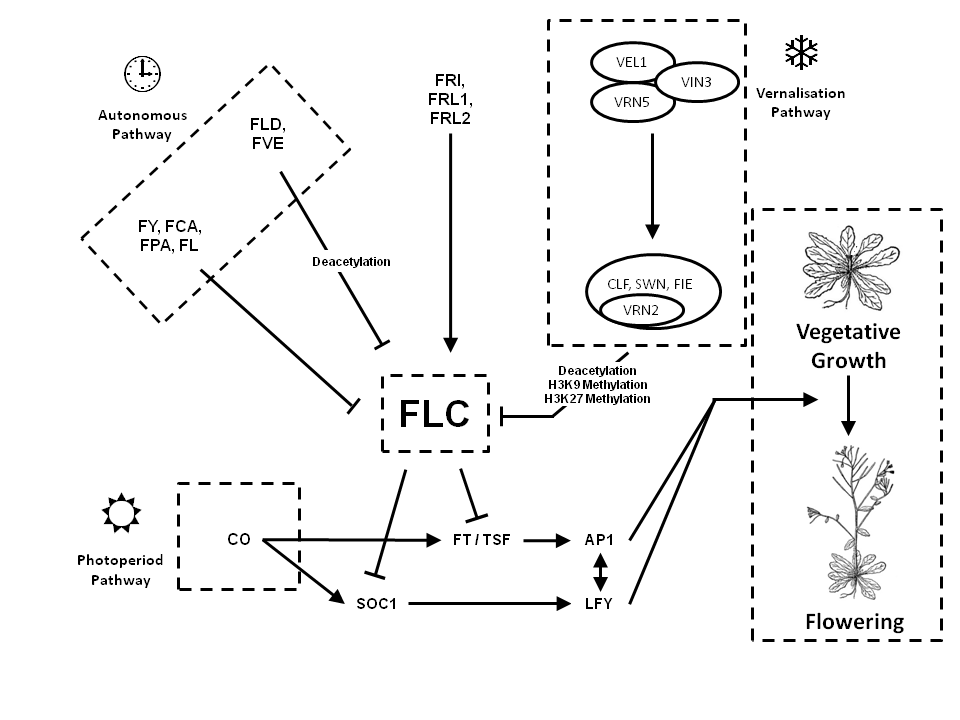 Autonomous
Pathway
FLD,
FVE
FY, FCA,
FPA, FL
Deacetylation
FRI,
FRL1,
FRL2
VEL1
VIN3
VRN5
Vernalisation
Pathway
CLF, SWN, FIE
VRN2
Deacetylation
H3K9 Methylation
H3K27 Methylation
FLC
Vegetative
Growth
Photoperiod
Pathway
CO
FT / TSF
AP1
SOC1
LFY
Flowering